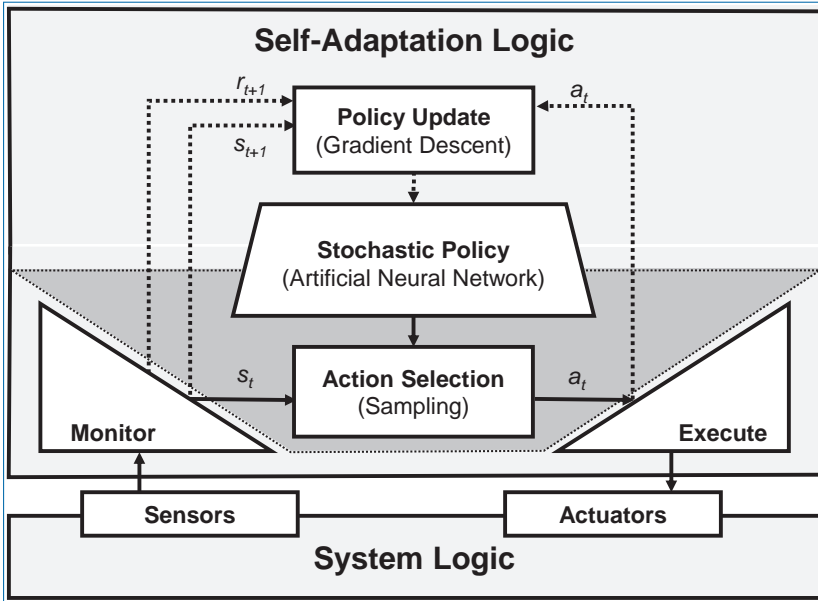 Self-Adaptation Logic
r_{t+1}
Policy Update
(Gradient Descent)
a_t
s_{t+1}
Stochastic Policy
(Artificial Neural Network)
s_t
Action Selection
(Sampling)
a_t
Monitor
Execute
Sensors
Actuators
System Logic